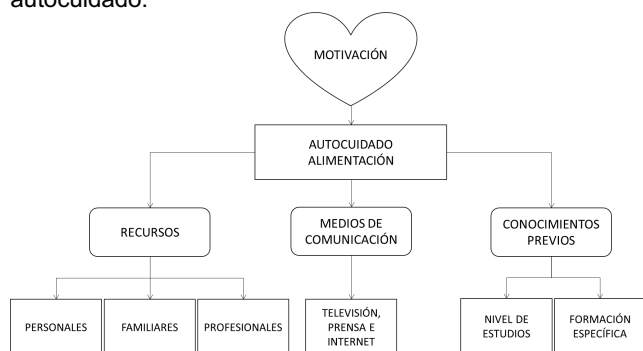 autocuidado.
MOTIVACIÓN
AUTOCUIDADO
ALIMENTACIÓN
RECURSOS
MEDIOS DE
COMUNICACIÓN
CONOCIMIENTOS
PREVIOS
PERSONALES
FAMILIARES
PROFESIONALES
TELEVISIÓN,
PRENSA E
INTERNET
NIVEL DE
ESTUDIOS
FORMACIÓN
ESPECÍFICA